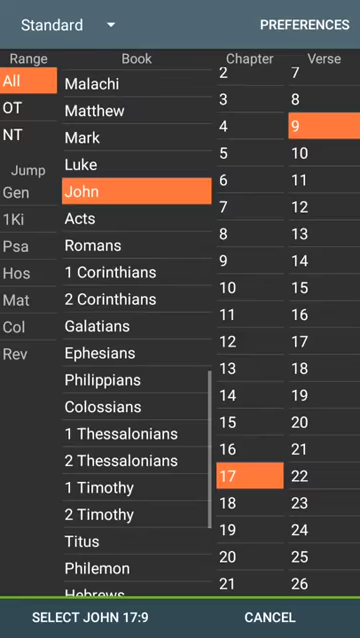 Standard
PREFERENCES
Range
Book
Chapter
Verse
All
OT
NT
Jump
Gen
1Ki
Psa
Hos
Mat
Col
Rev
Malachi
Matthew
Mark
Luke
John
Acts
Romans
1 Corinthians
2 Corinthians
Galatians
Ephesians
Philippians
Colossians
1 Thessalonians
2 Thessalonians
1 Timothy
2 Timothy
Titus
Philemon
Hebrews
2
3
4
5
6
7
8
9
10
11
12
13
14
15
16
17
18
19
20
21
7
8
9
10
11
12
13
14
15
16
17
18
19
20
21
22
23
24
25
26
SELECT JOHN 17:9
CANCEL